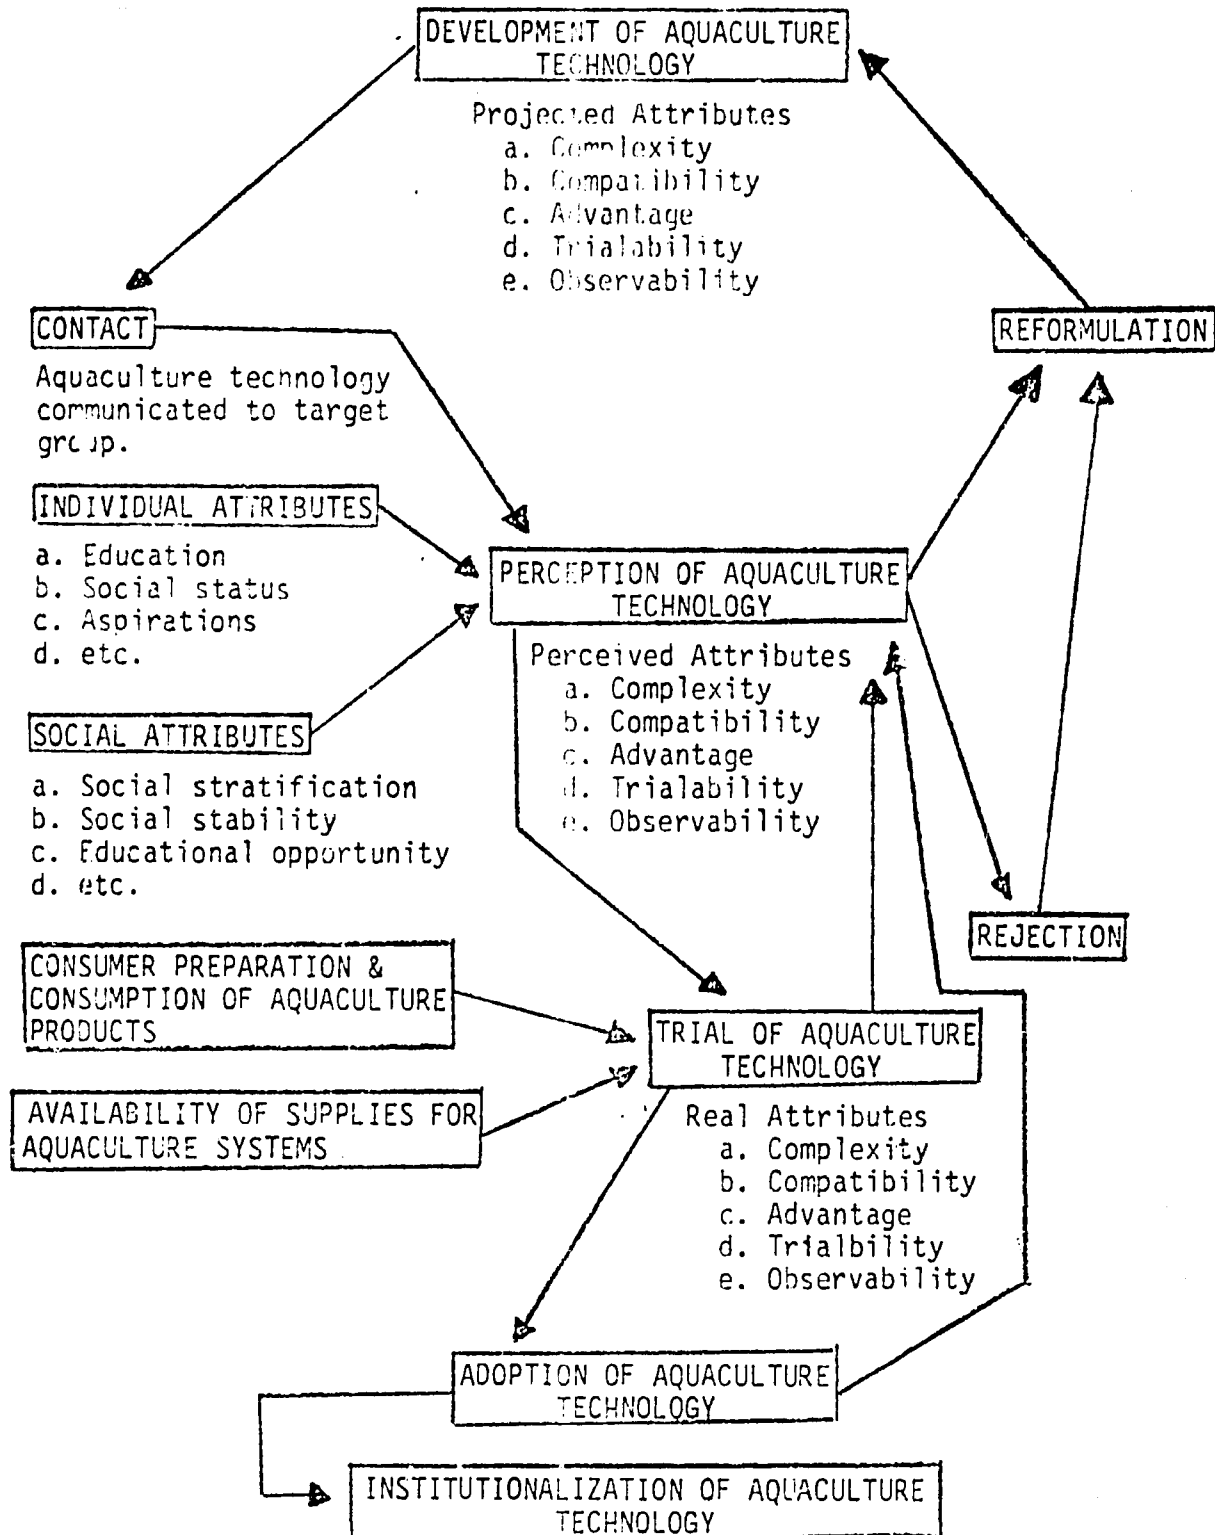 DEVELOPMENT OF AQUACULTURE
TECHNOLOGY
Projected Attributes
a. Complexity
b. Compatibility
c. Advantage
d. Trialability
e. Observability
CONTACT
Aquaculture technology
communicated to target
group.
REFORMULATION
INDIVIDUAL ATTRIBUTES
a. Education
b. Social status
c. Aspirations
d. etc.
PERCEPTION OF AQUACULTURE
TECHNOLOGY
Perceived Attributes
a. Complexity
b. Compatibility
c. Advantage
d. Trialability
e. Observability
SOCIAL ATTRIBUTES
a. Social stratification
b. Social stability
c. Educational opportunity
d. etc.
REJECTION
CONSUMER PREPARATION &
CONSUMPTION OF AQUACULTURE
PRODUCTS
TRIAL OF AQUACULTURE
TECHNOLOGY
AVAILABILITY OF SUPPLIES FOR
AQUACULTURE SYSTEMS
Real Attributes
a. Complexity
b. Compatibility
c. Advantage
d. Trialbility
e. Observability
ADOPTION OF AQUACULTURE
TECHNOLOGY
INSTITUTIONALIZATION OF AQUACULTURE
TECHNOLOGY